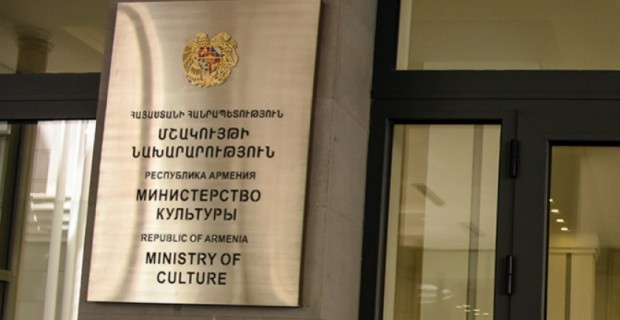 ՀԱՅԱՍՏԱՆԻ ՀԱՆՐԱՊԵՏՈՒԹՅՈՒՆ
ՄՇԱԿՈՒՅԹԻ
ՆԱԽԱՐԱՐՈՒԹՅՈՒՆ
РЕСПУБЛИКА АРМЕНИЯ
МИНИСТЕРСТВО
КУЛЬТУРЫ
REPUBLIC OF ARMENIA
MINISTRY OF
CULTURE